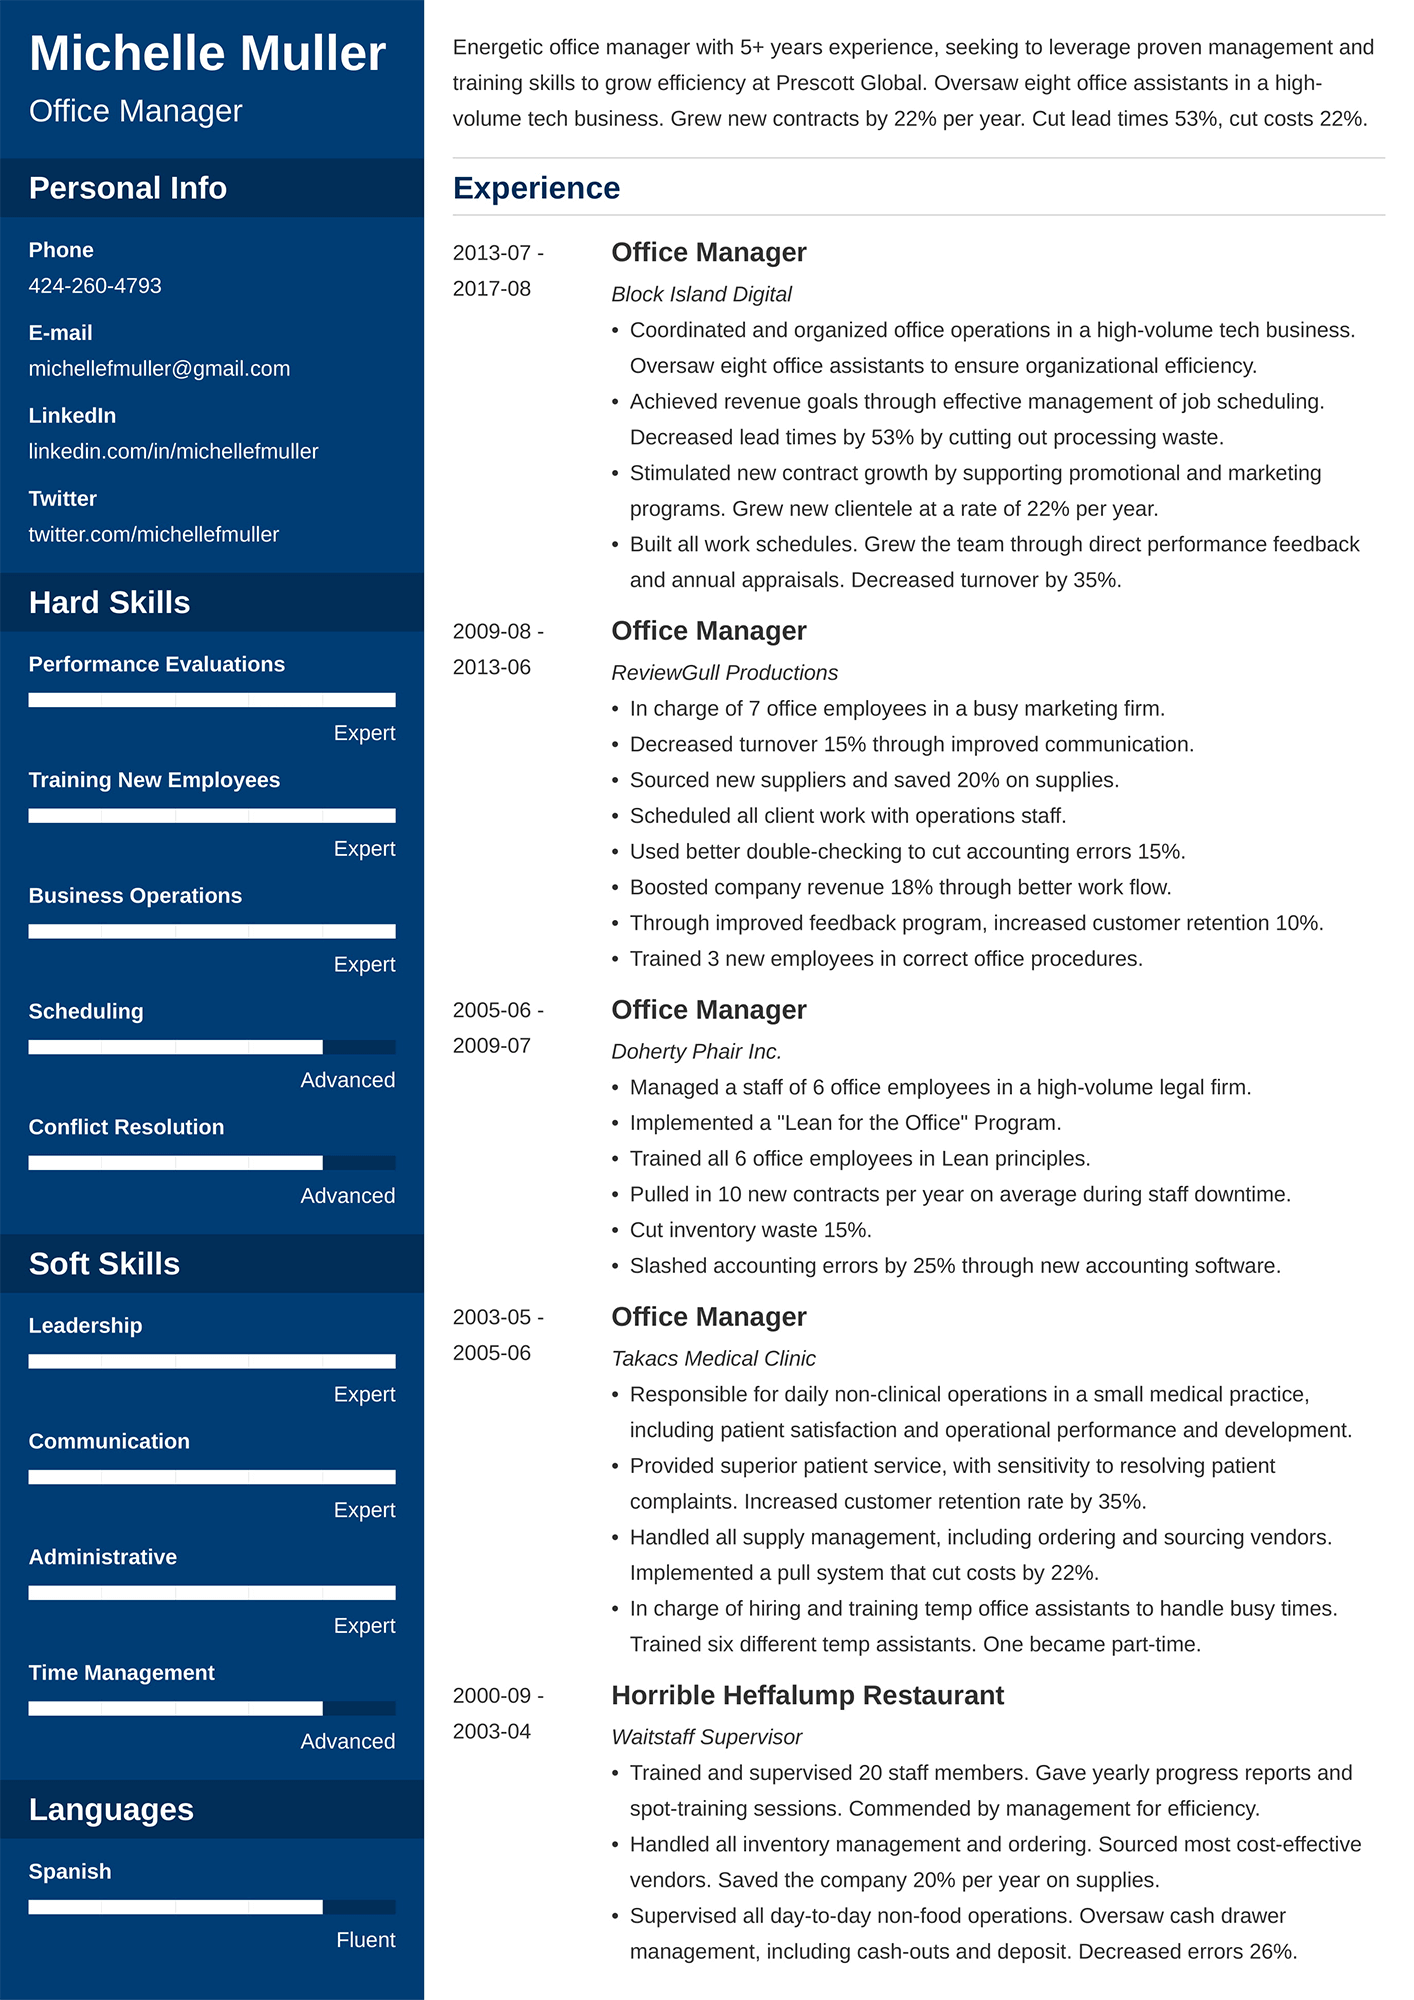 Michelle Muller
Office Manager
Personal Info
Phone
424-260-4793
E-mail
michellefmuller@gmail.com
LinkedIn
linkedin.com/in/michellefmuller
Twitter
twitter.com/michellefmuller
Hard Skills
Performance Evaluations
Expert
Training New Employees
Expert
Business Operations
Expert
Scheduling
Advanced
Conflict Resolution
Advanced
Soft Skills
Leadership
Expert
Communication
Expert
Administrative
Expert
Time Management
Advanced
Languages
Spanish
Fluent
Energetic office manager with 5+ years experience, seeking to leverage proven management and
training skills to grow efficiency at Prescott Global. Oversaw eight office assistants in a high-
volume tech business. Grew new contracts by 22% per year. Cut lead times 53%, cut costs 22%.
Experience
2013-07 -
2017-08
Office Manager
Block Island Digital
• Coordinated and organized office operations in a high-volume tech business.
Oversaw eight office assistants to ensure organizational efficiency.
• Achieved revenue goals through effective management of job scheduling.
Decreased lead times by 53% by cutting out processing waste.
• Stimulated new contract growth by supporting promotional and marketing
programs. Grew new clientele at a rate of 22% per year.
• Built all work schedules. Grew the team through direct performance feedback
and annual appraisals. Decreased turnover by 35%.
2009-08 -
2013-06
Office Manager
ReviewGull Productions
• In charge of 7 office employees in a busy marketing firm.
• Decreased turnover 15% through improved communication.
• Sourced new suppliers and saved 20% on supplies.
• Scheduled all client work with operations staff.
• Used better double-checking to cut accounting errors 15%.
• Boosted company revenue 18% through better work flow.
• Through improved feedback program, increased customer retention 10%.
• Trained 3 new employees in correct office procedures.
2005-06 -
2009-07
Office Manager
Doherty Phair Inc.
• Managed a staff of 6 office employees in a high-volume legal firm.
• Implemented a "Lean for the Office" Program.
• Trained all 6 office employees in Lean principles.
• Pulled in 10 new contracts per year on average during staff downtime.
• Cut inventory waste 15%.
• Slashed accounting errors by 25% through new accounting software.
2003-05 -
2005-06
Office Manager
Takacs Medical Clinic
• Responsible for daily non-clinical operations in a small medical practice,
including patient satisfaction and operational performance and development.
• Provided superior patient service, with sensitivity to resolving patient
complaints. Increased customer retention rate by 35%.
• Handled all supply management, including ordering and sourcing vendors.
Implemented a pull system that cut costs by 22%.
• In charge of hiring and training temp office assistants to handle busy times.
Trained six different temp assistants. One became part-time.
2000-09 -
2003-04
Horrible Heffalump Restaurant
Waitstaff Supervisor
• Trained and supervised 20 staff members. Gave yearly progress reports and
spot-training sessions. Commended by management for efficiency.
• Handled all inventory management and ordering. Sourced most cost-effective
vendors. Saved the company 20% per year on supplies.
• Supervised all day-to-day non-food operations. Oversaw cash drawer
management, including cash-outs and deposit. Decreased errors 26%.